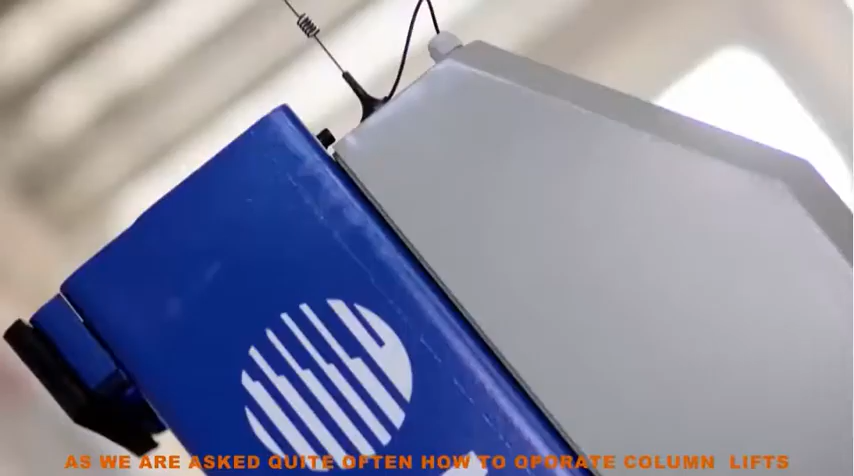 AS WE ARE ASKED QUITE OFTEN HOW TO OPORATE COLUMN LIFTS